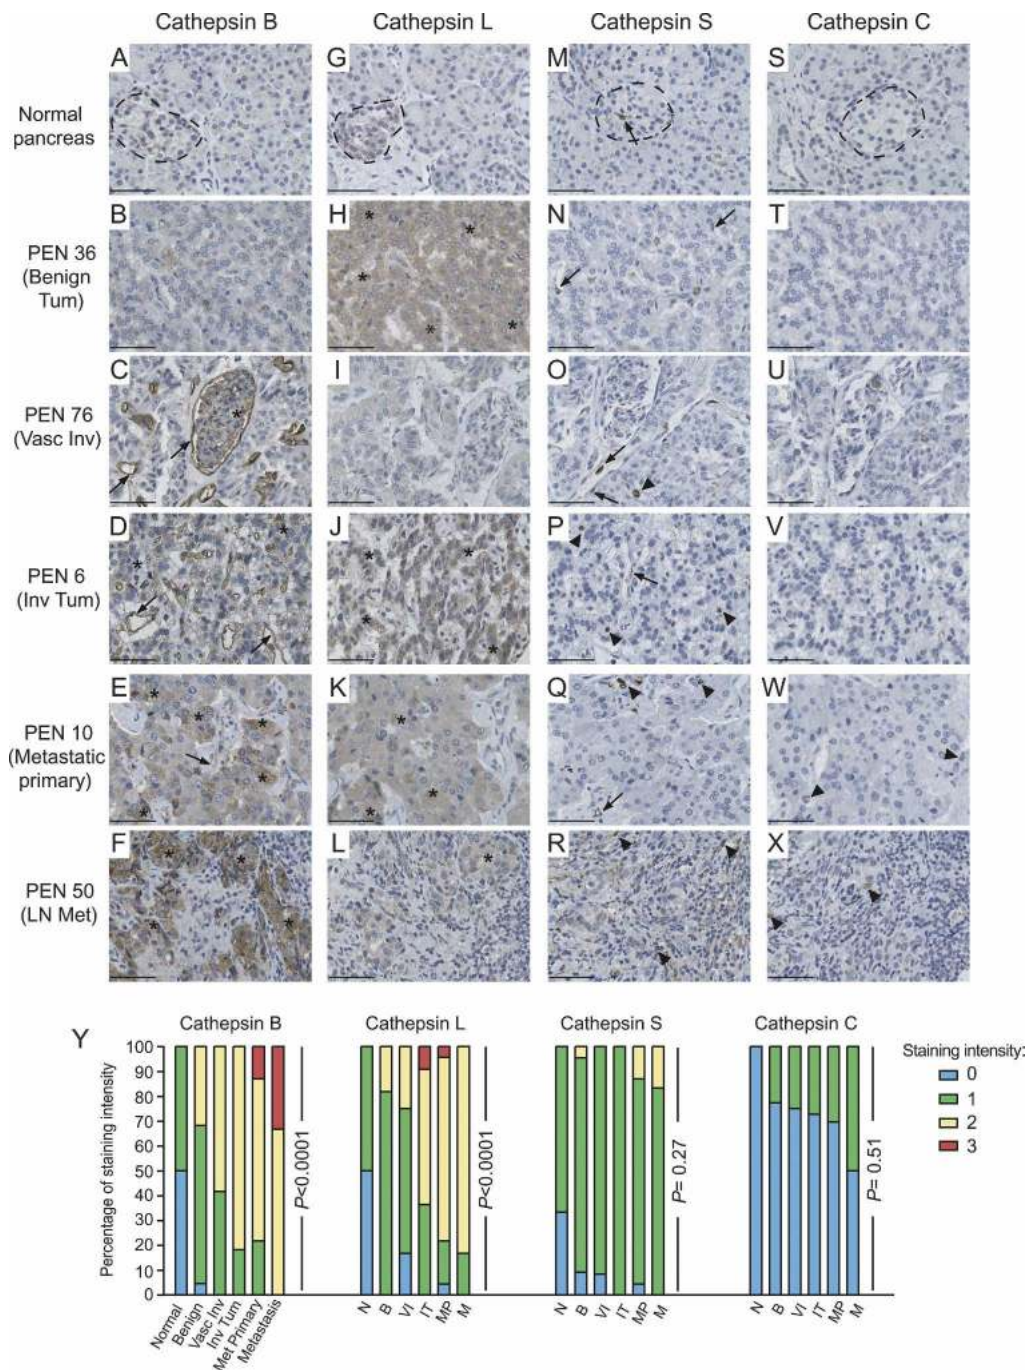 Cathepsin B Cathepsin L Cathepsin S Cathepsin C
A G M S
Normal
pancreas
B H N T
PEN 36
(Benign
Tum)
C I O U
PEN 76
(Vasc Inv)
D J P V
PEN 6
(Inv Tum)
E K Q W
PEN 10
(Metastatic
primary)
F L R X
PEN 50
(LN Met)
Y
Cathepsin B Cathepsin L Cathepsin S Cathepsin C
Percentage of staining intensity
100
90
80
70
60
50
40
30
20
10
0
P<0.0001
P<0.0001
P= 0.27
P= 0.51
Staining intensity:
0
1
2
3
Normal Benign Vasc Inv Inv Tum Met Primary Metastasis
N B VI IT MP M
N B VI IT MP M
N B VI IT MP M